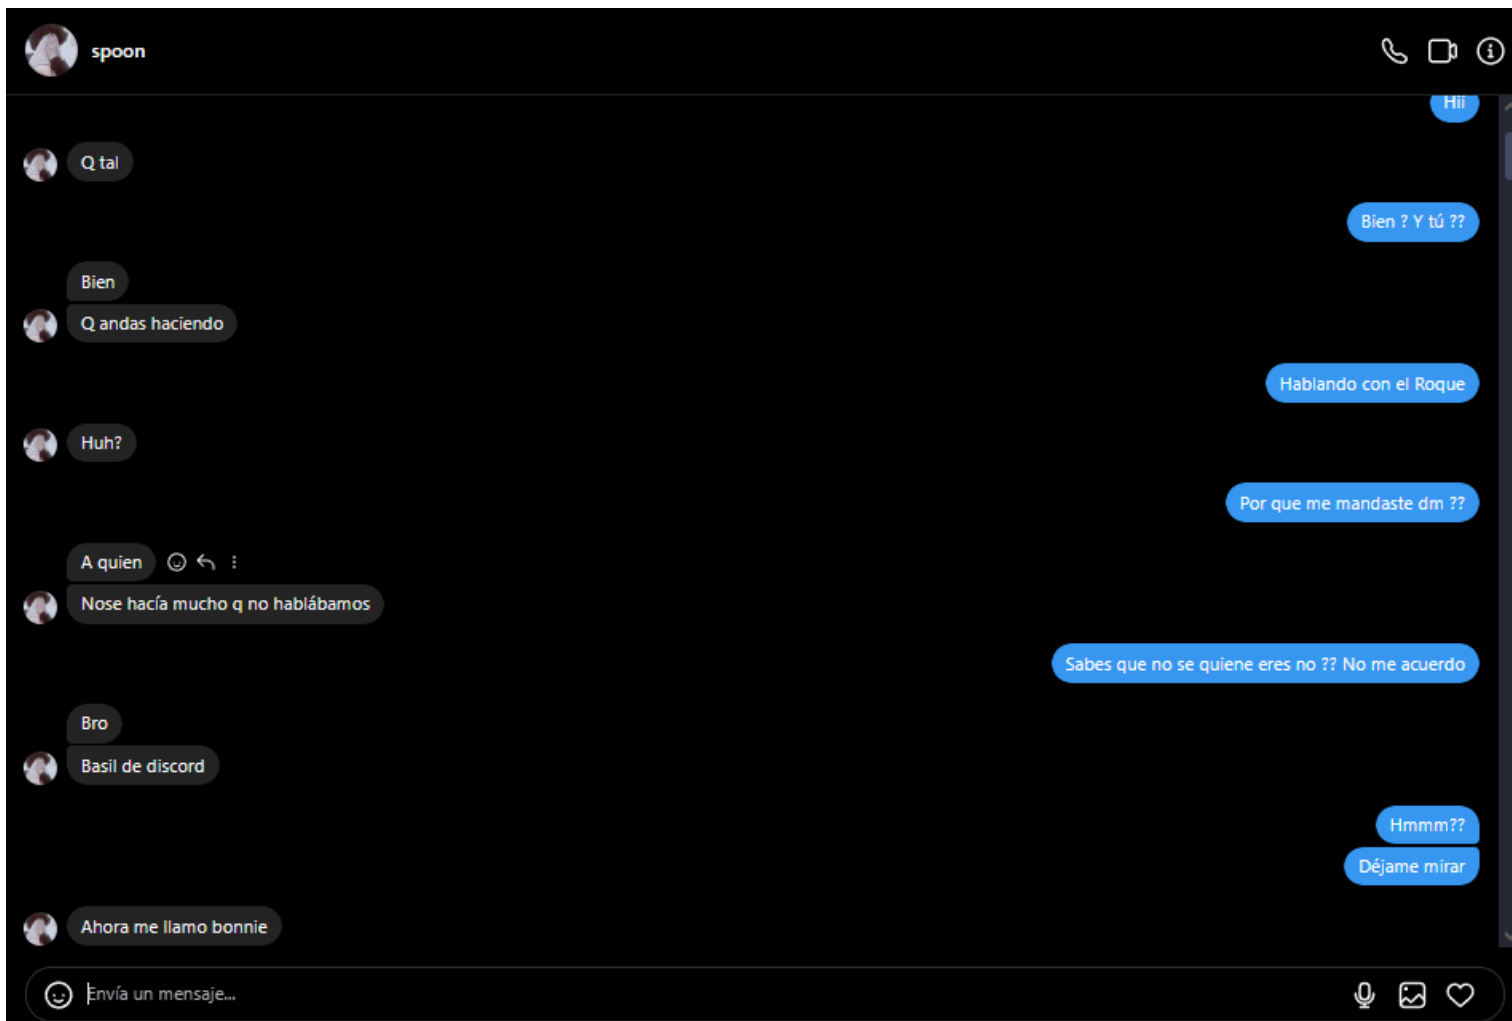 spoon
Hii
Q tal
Bien ? Y tú ??
Bien
Q andas haciendo
Hablando con el Roque
Huh?
Por que me mandaste dm ??
A quien
Nose hacía mucho q no hablábamos
Sabes que no se quiene eres no ?? No me acuerdo
Bro
Basil de discord
Hmmm??
Déjame mirar
Ahora me llamo bonnie
Envía un mensaje...